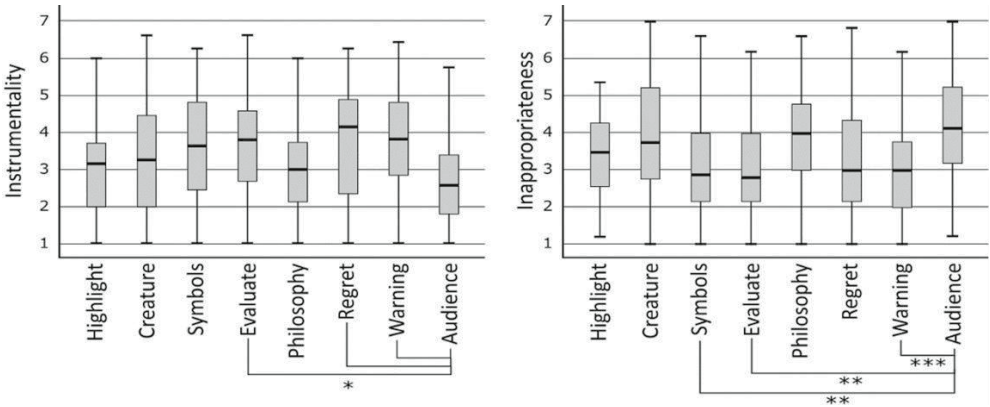 Instrumentality
7
6
5
4
3
2
1
Highlight
Creature
Symbols
Evaluate
Philosophy
Regret
Warning
Audience
*
Inappropriateness
7
6
5
4
3
2
1
Highlight
Creature
Symbols
Evaluate
Philosophy
Regret
Warning
Audience
***
**
**